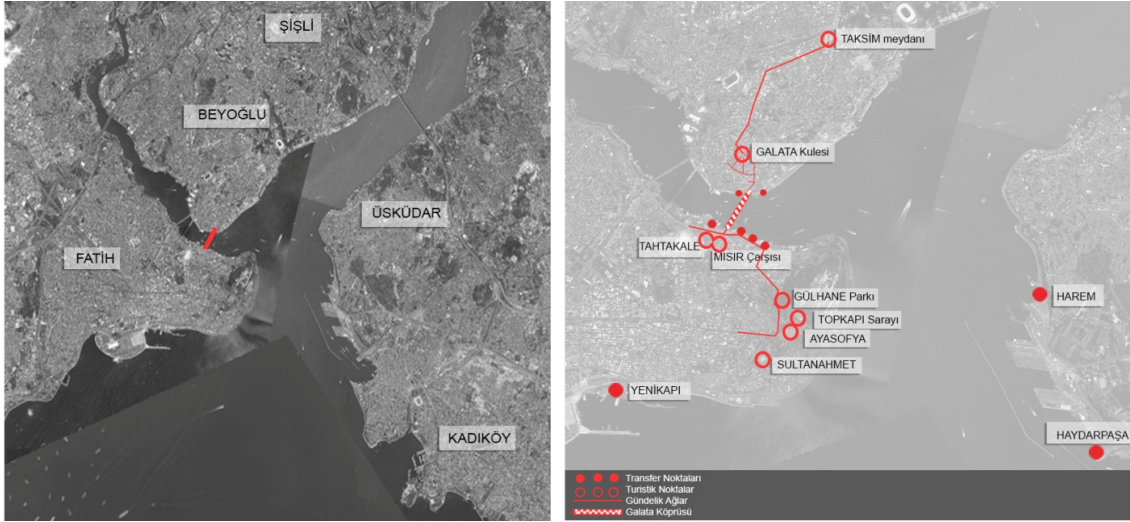 ŞİŞLİ
BEYOĞLU
ÜSKÜDAR
FATİH
KADIKÖY
TAKSİM meydanı
GALATA Kulesi
TAHTAKALE
MISIR Çarşısı
GÜLHANE Parkı
HAREM
TOPKAPI Sarayı
AYASOFYA
SULTANAHMET
YENİKAPI
HAYDARPAŞA
Transfer Noktaları
Turistik Noktalar
Gündelik Ağlar
Galata Köprüsü